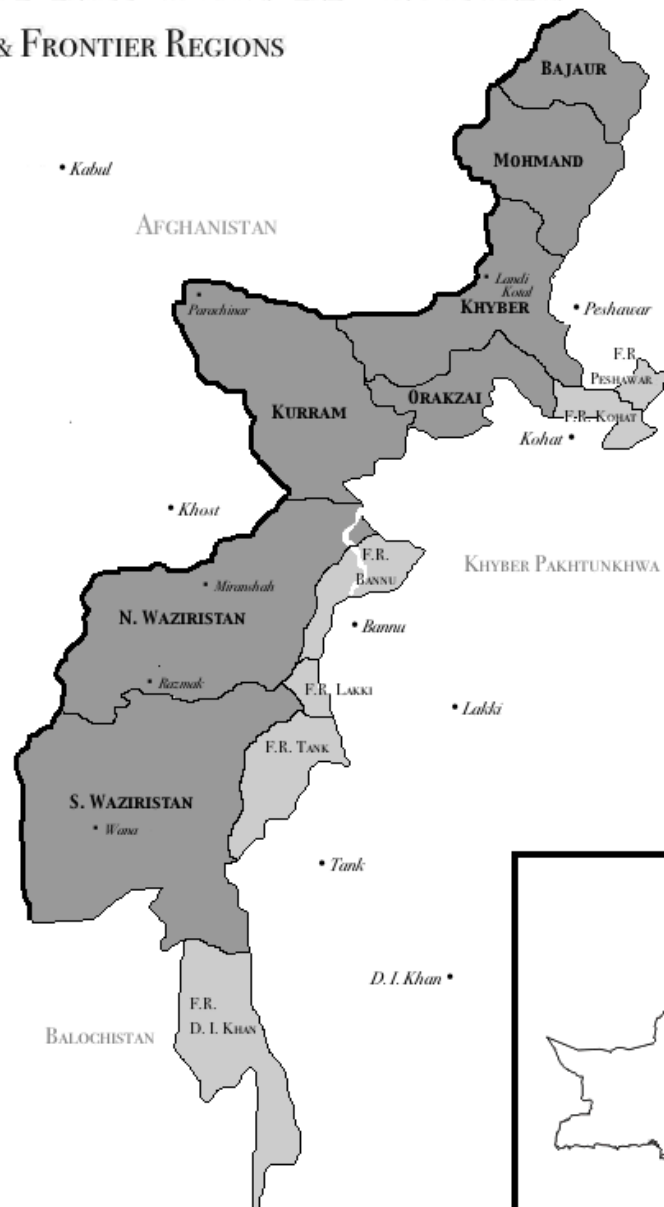 & FRONTIER REGIONS
BAJAUR
MOHMAND
Kabul
AFGHANISTAN
Landi
Kotal
Parachinar
KHYBER
Peshawar
F.R.
PESHAWAR
ORAKZAI
KURRAM
F.R. KOHAT
Kohat
Khost
F.R.
BANNU
KHYBER PAKHTUNKHWA
Miranshah
N. WAZIRISTAN
Bannu
Razmak
F.R. LAKKI
Lakki
F.R. TANK
S. WAZIRISTAN
Wana
Tank
D. I. Khan
F.R.
D. I. KHAN
BALOCHISTAN